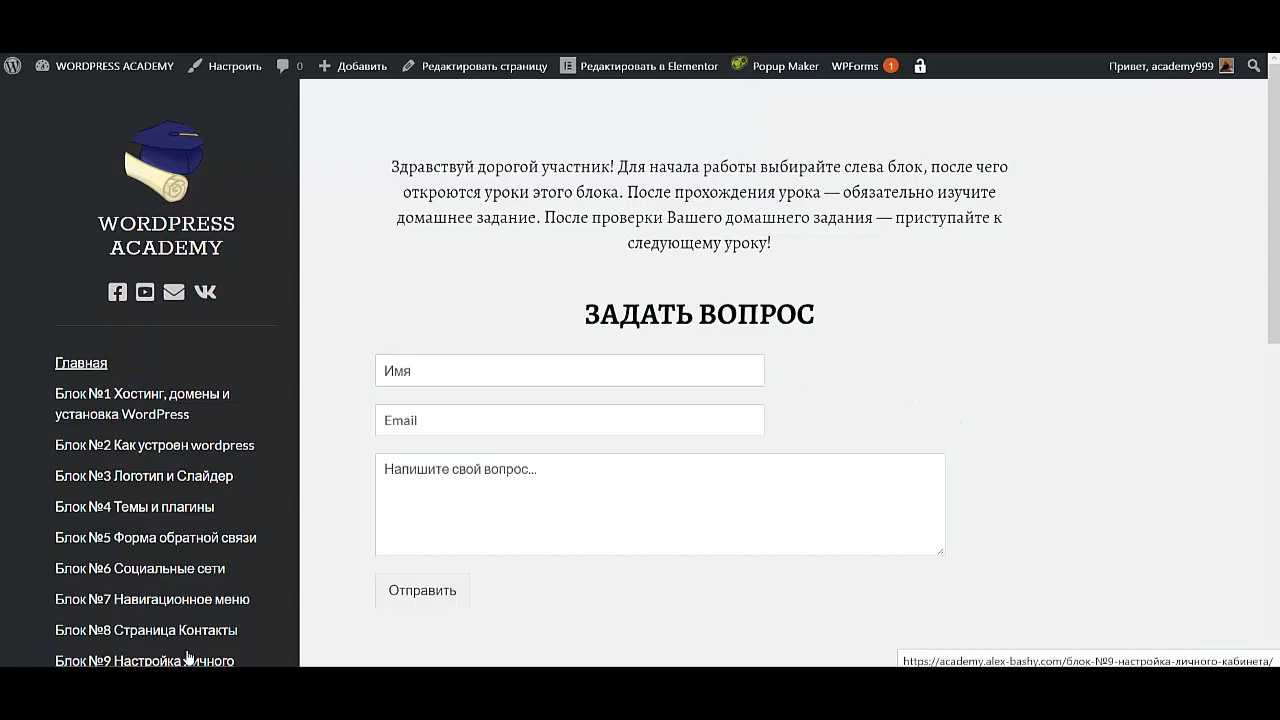 WORDPRESS ACADEMY Настроить 0 Добавить Редактировать страницу Редактировать в Elementor Popup Maker WPForms 1 Привет, academy999
WORDPRESS
ACADEMY
Главная
Блок №1 Хостинг, домены и
установка WordPress
Блок №2 Как устроен wordpress
Блок №3 Логотип и Слайдер
Блок №4 Темы и плагины
Блок №5 Форма обратной связи
Блок №6 Социальные сети
Блок №7 Навигационное меню
Блок №8 Страница Контакты
Блок №9 Настройка личного
Здравствуй дорогой участник! Для начала работы выбирайте слева блок, после чего
откроются уроки этого блока. После прохождения урока — обязательно изучите
домашнее задание. После проверки Вашего домашнего задания — приступайте к
следующему уроку!
ЗАДАТЬ ВОПРОС
Имя
Email
Напишите свой вопрос...
Отправить
https://academy.alex-bashy.com/блок-№9-настройка-личного-кабинета/